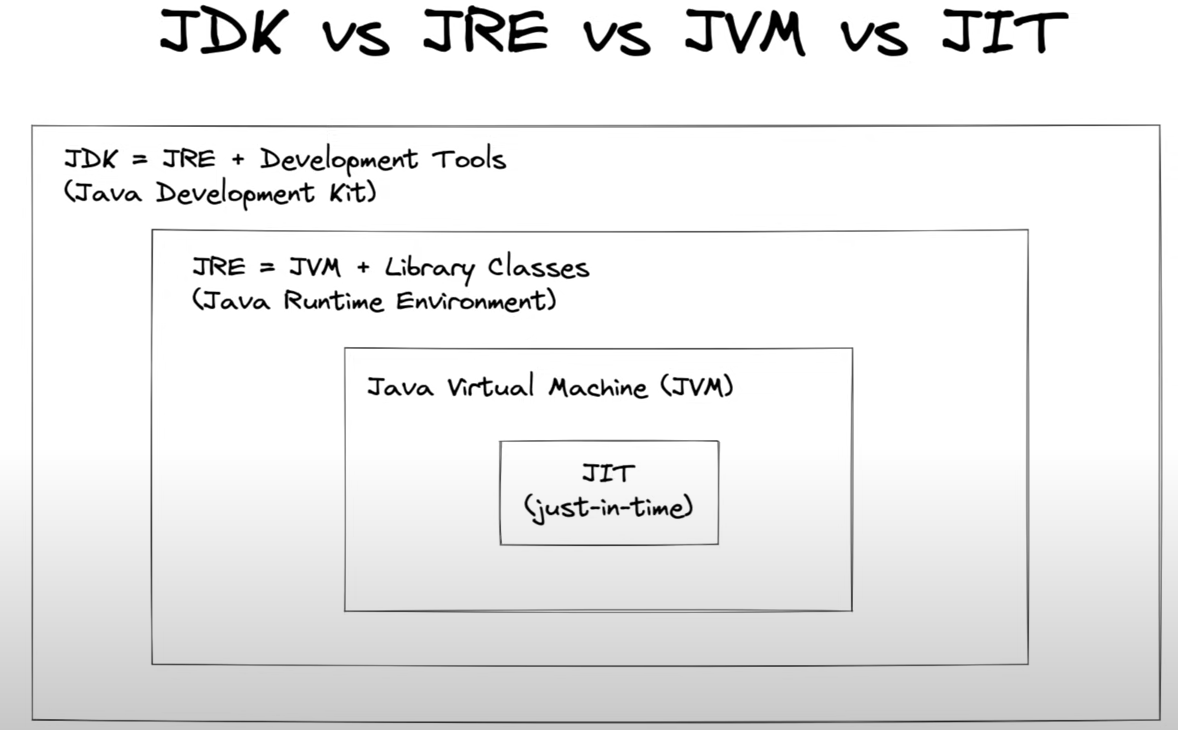 JDK vs JRE vs JVM vs JIT
JDK = JRE + Development Tools
(Java Development Kit)
JRE = JVM + Library Classes
(Java Runtime Environment)
Java Virtual Machine (JVM)
JIT
(just-in-time)